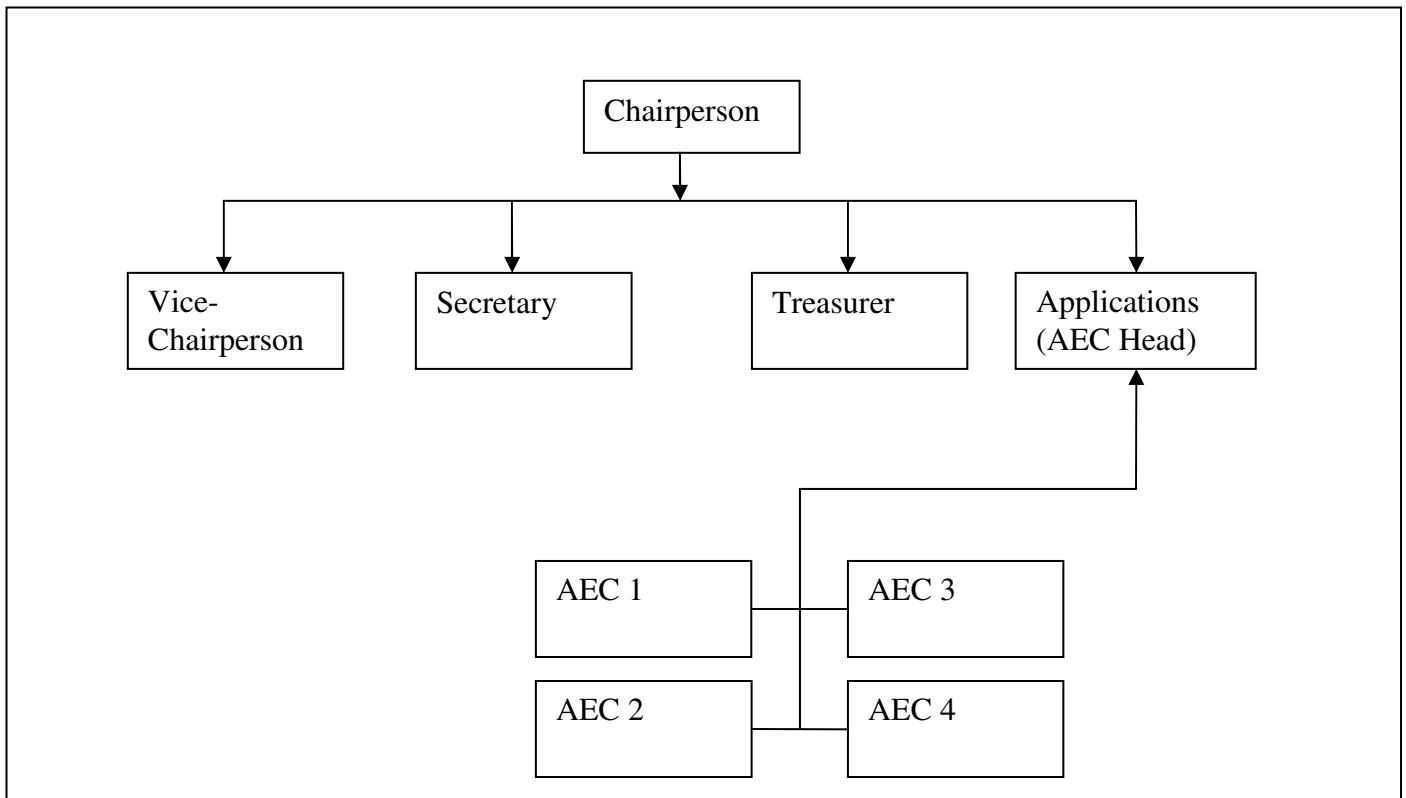 Chairperson
Vice-
Chairperson
Secretary
Treasurer
Applications
(AEC Head)
AEC 1
AEC 3
AEC 2
AEC 4